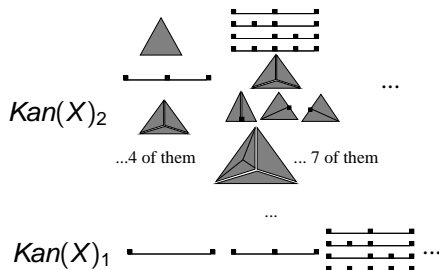 ...
Kan(X)₂
...4 of them
... 7 of them
...
Kan(X)₁
...